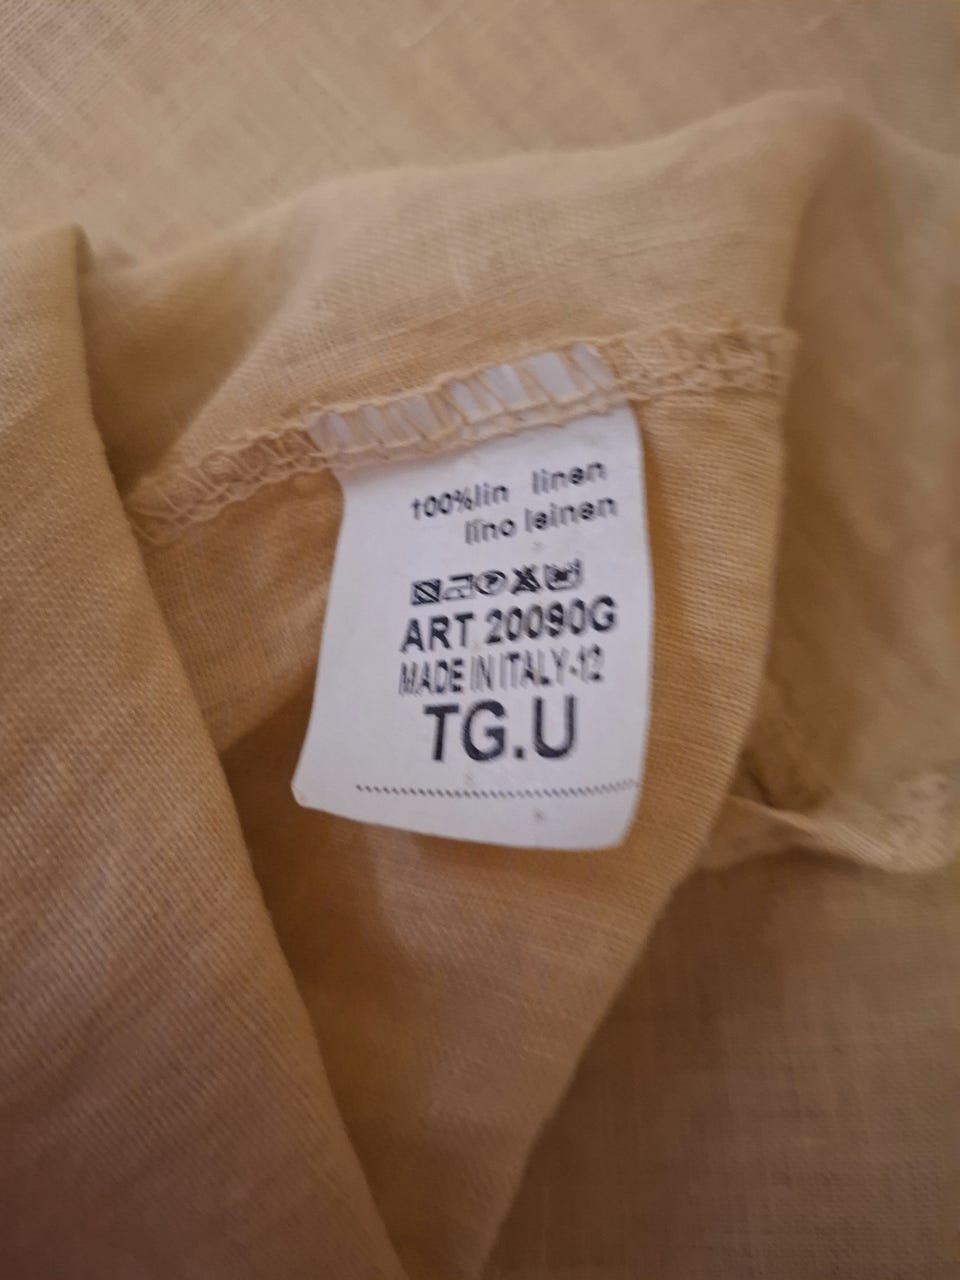 100%lin linen
lino leinen
ART 20090G
MADE IN ITALY-12
TG.U